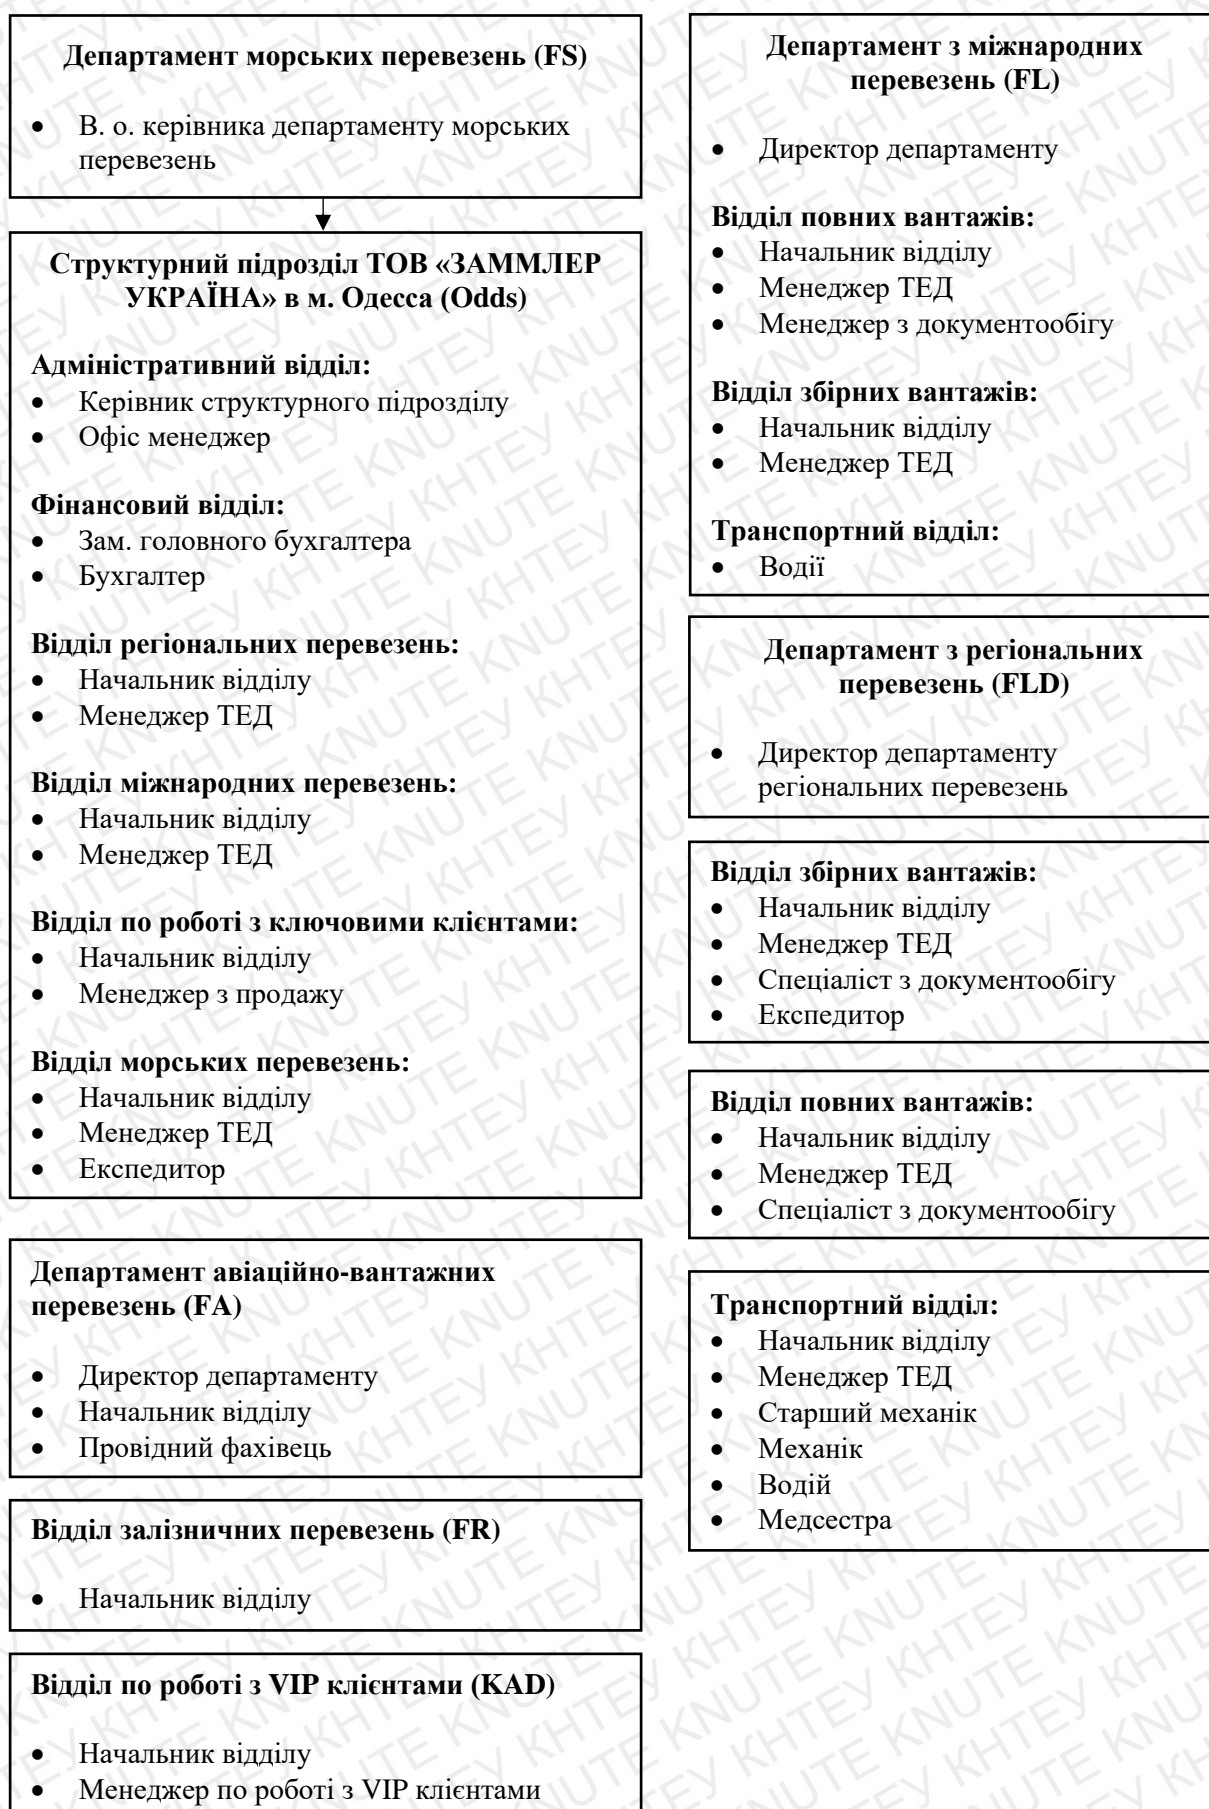 Департамент морських перевезень (FS)
• В. о. керівника департаменту морських
перевезень
Структурний підрозділ ТОВ «ЗАММЛЕР
УКРАЇНА» в м. Одесса (Odds)
Адміністративний відділ:
• Керівник структурного підрозділу
• Офіс менеджер
Фінансовий відділ:
• Зам. головного бухгалтера
• Бухгалтер
Відділ регіональних перевезень:
• Начальник відділу
• Менеджер ТЕД
Відділ міжнародних перевезень:
• Начальник відділу
• Менеджер ТЕД
Відділ по роботі з ключовими клієнтами:
• Начальник відділу
• Менеджер з продажу
Відділ морських перевезень:
• Начальник відділу
• Менеджер ТЕД
• Експедитор
Департамент авіаційно-вантажних
перевезень (FA)
• Директор департаменту
• Начальник відділу
• Провідний фахівець
Відділ залізничних перевезень (FR)
• Начальник відділу
Відділ по роботі з VIP клієнтами (KAD)
• Начальник відділу
• Менеджер по роботі з VIP клієнтами
Департамент з міжнародних
перевезень (FL)
• Директор департаменту
Відділ повних вантажів:
• Начальник відділу
• Менеджер ТЕД
• Менеджер з документообігу
Відділ збірних вантажів:
• Начальник відділу
• Менеджер ТЕД
Транспортний відділ:
• Водії
Департамент з регіональних
перевезень (FLD)
• Директор департаменту
регіональних перевезень
Відділ збірних вантажів:
• Начальник відділу
• Менеджер ТЕД
• Спеціаліст з документообігу
• Експедитор
Відділ повних вантажів:
• Начальник відділу
• Менеджер ТЕД
• Спеціаліст з документообігу
Транспортний відділ:
• Начальник відділу
• Менеджер ТЕД
• Старший механік
• Механік
• Водій
• Медсестра